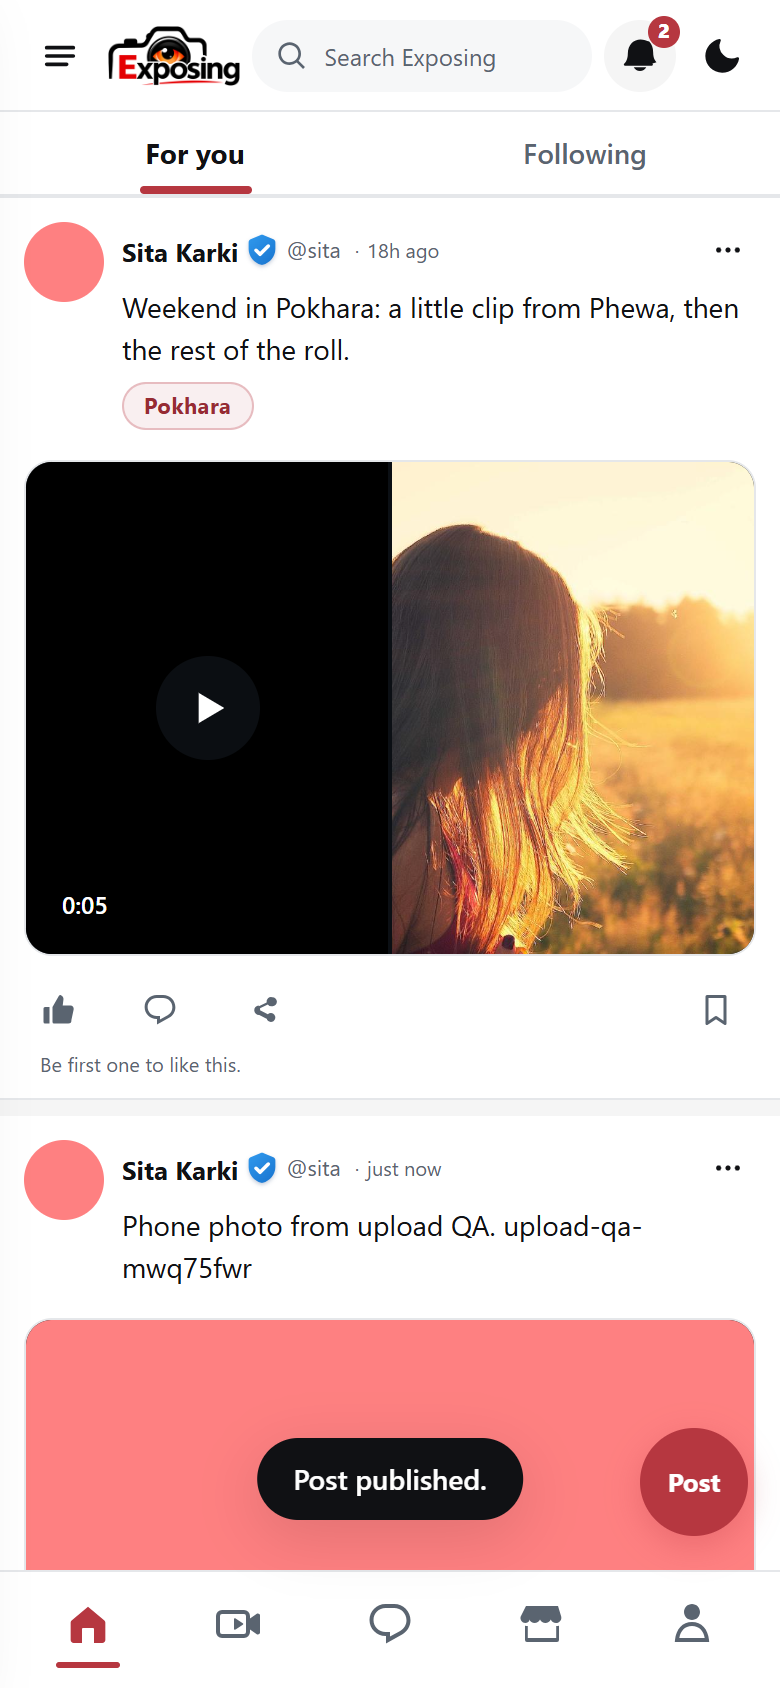 Exposing
Search Exposing
2
For you
Following
Sita Karki @sita · 18h ago
Weekend in Pokhara: a little clip from Phewa, then
the rest of the roll.
Pokhara
0:05
Be first one to like this.
Sita Karki @sita · just now
Phone photo from upload QA. upload-qa-
mwq75fwr
Post published.
Post